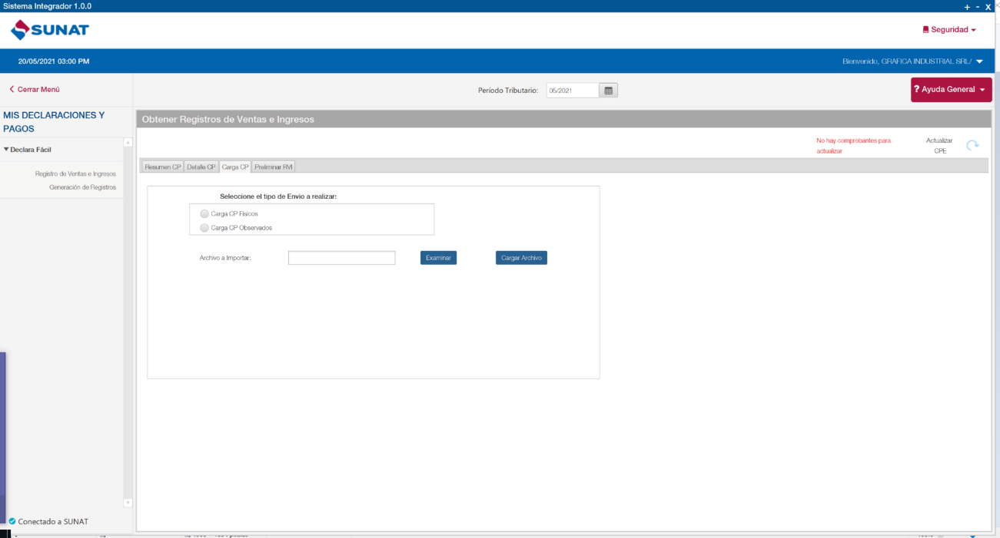 Sistema Integrador 1.0.0
+ - x
SUNAT
Seguridad
20/05/2021 03:00 PM
Bienvenido, GRAFICA INDUSTRIAL SRL/
Cerrar Menú
Período Tributario: 05/2021
? Ayuda General
MIS DECLARACIONES Y
PAGOS
Obtener Registros de Ventas e Ingresos
Declara Fácil
No hay comprobantes para
actualizar
Actualizar
CPE
Resumen CP Detalle CP Carga CP Preliminar RVI
Registro de Ventas e Ingresos
Generación de Registros
Seleccione el tipo de Envio a realizar:
Carga CP Fisicos
Carga CP Observados
Archivo a Importar:
Examinar
Cargar Archivo
Conectado a SUNAT